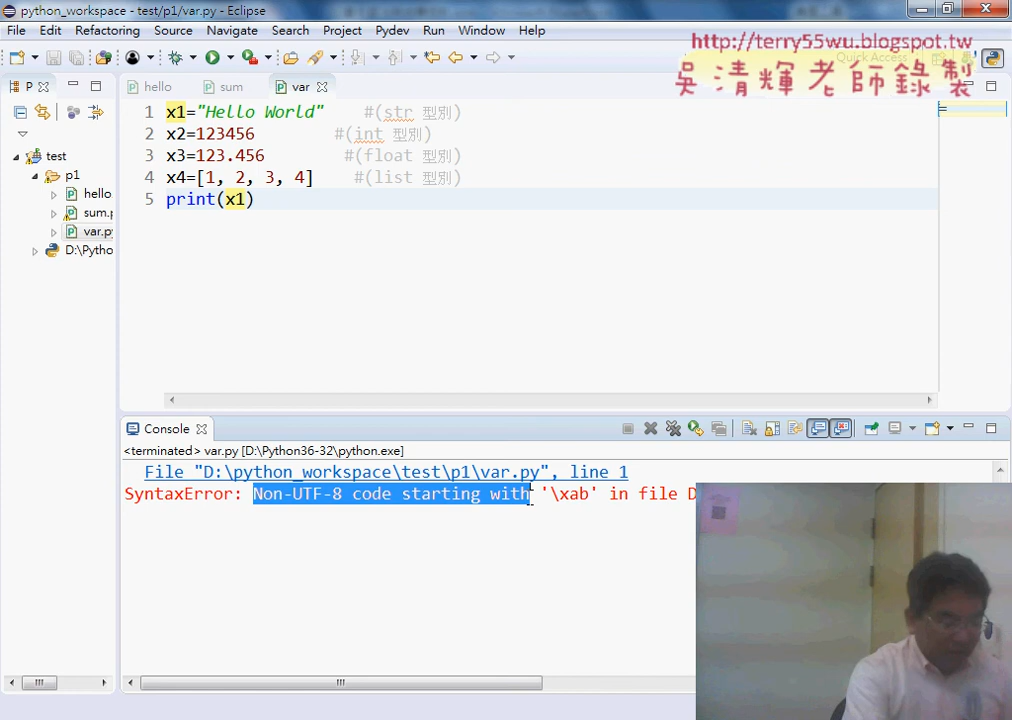 python_workspace - test/p1/var.py - Eclipse
File Edit Refactoring Source Navigate Search Project Pydev Run Window Help
http://terry55wu.blogspot.tw
Quick Access
吳清輝老師錄製
P
hello sum var
1 x1="Hello World" #(str 型別)
2 x2=123456 #(int 型別)
3 x3=123.456 #(float 型別)
4 x4=[1, 2, 3, 4] #(list 型別)
5 print(x1)
test
p1
hello
sum.p
var.py
D:\Pytho
Console
<terminated> var.py [D:\Python36-32\python.exe]
File "D:\python_workspace\test\p1\var.py", line 1
SyntaxError: Non-UTF-8 code starting with '\xab' in file D